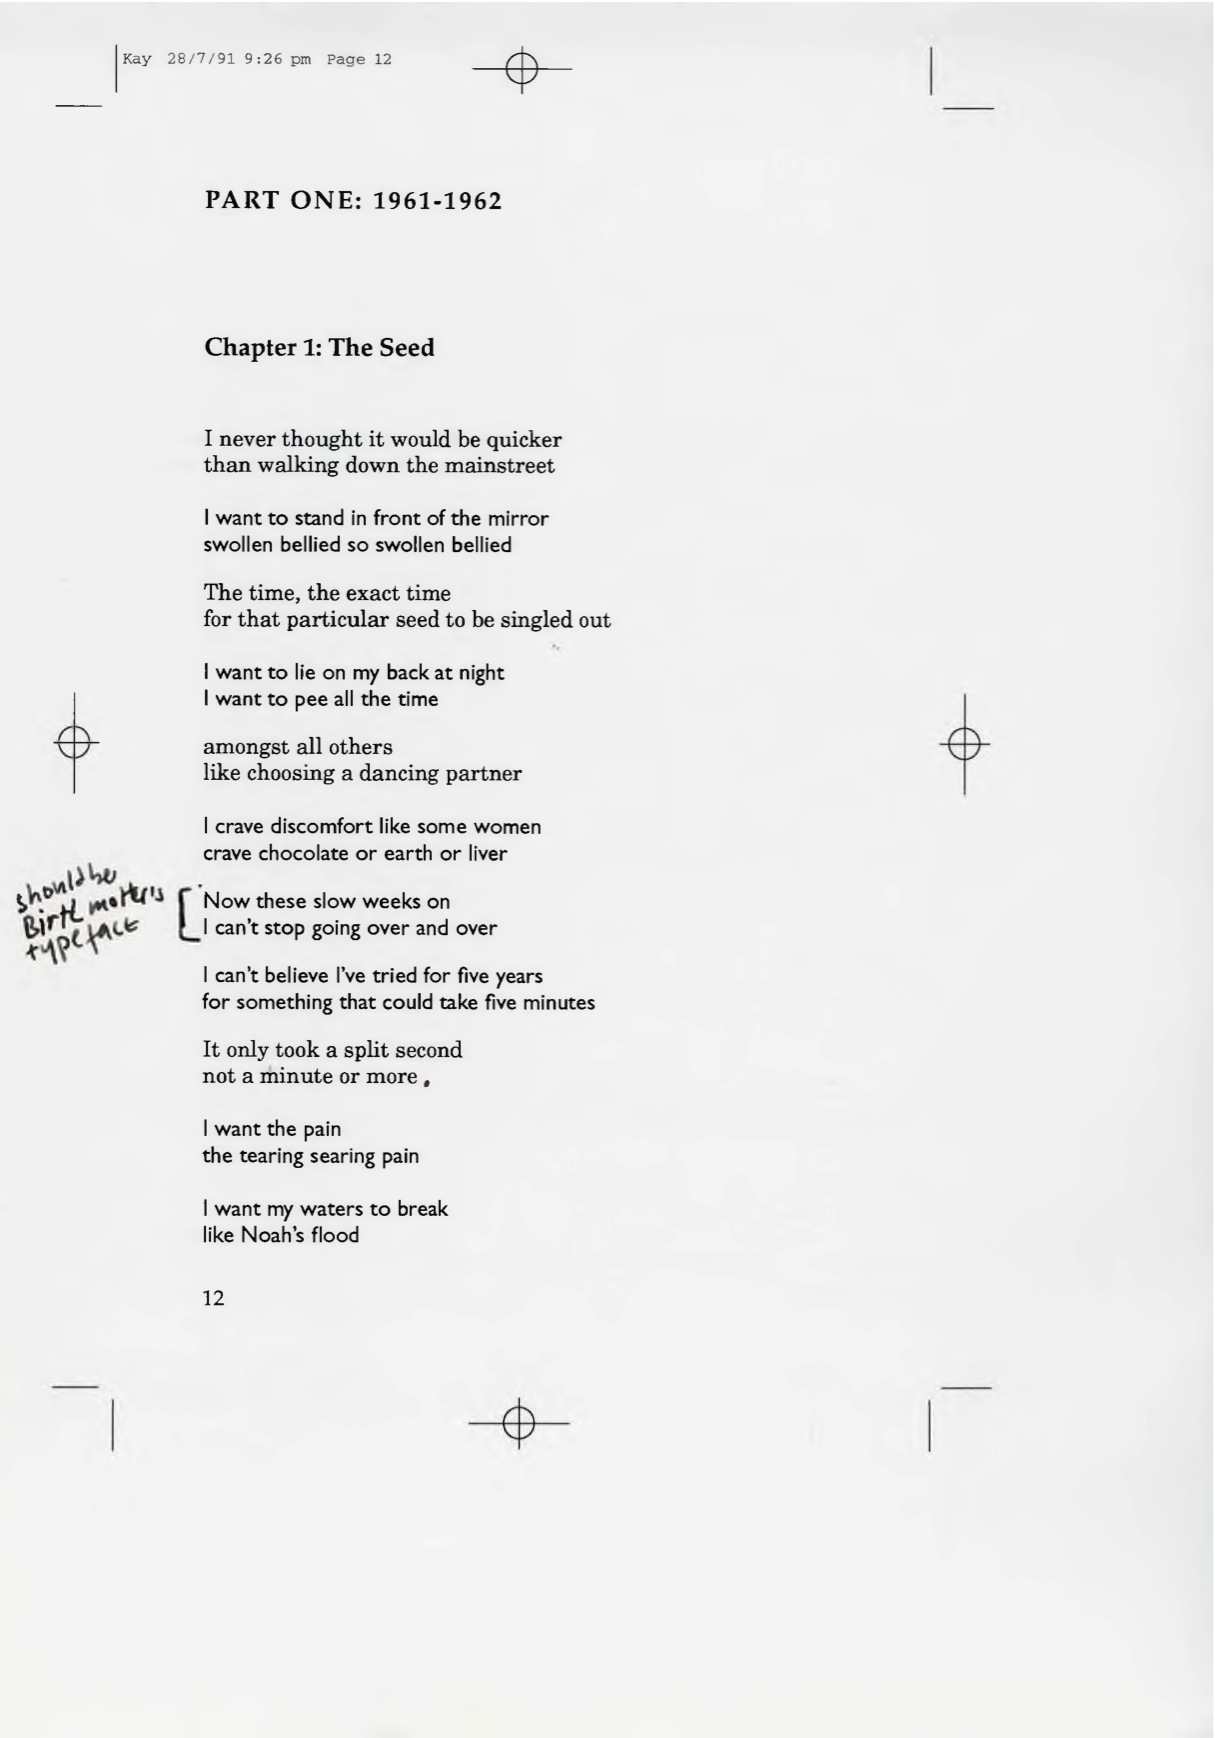 Kay 28/7/91 9:26 pm Page 12
PART ONE: 1961-1962
Chapter 1: The Seed
I never thought it would be quicker
than walking down the mainstreet
I want to stand in front of the mirror
swollen bellied so swollen bellied
The time, the exact time
for that particular seed to be singled out
I want to lie on my back at night
I want to pee all the time
amongst all others
like choosing a dancing partner
I crave discomfort like some women
crave chocolate or earth or liver
should be
Birth mother's
typeface
Now these slow weeks on
I can't stop going over and over
I can't believe I've tried for five years
for something that could take five minutes
It only took a split second
not a minute or more.
I want the pain
the tearing searing pain
I want my waters to break
like Noah's flood
12